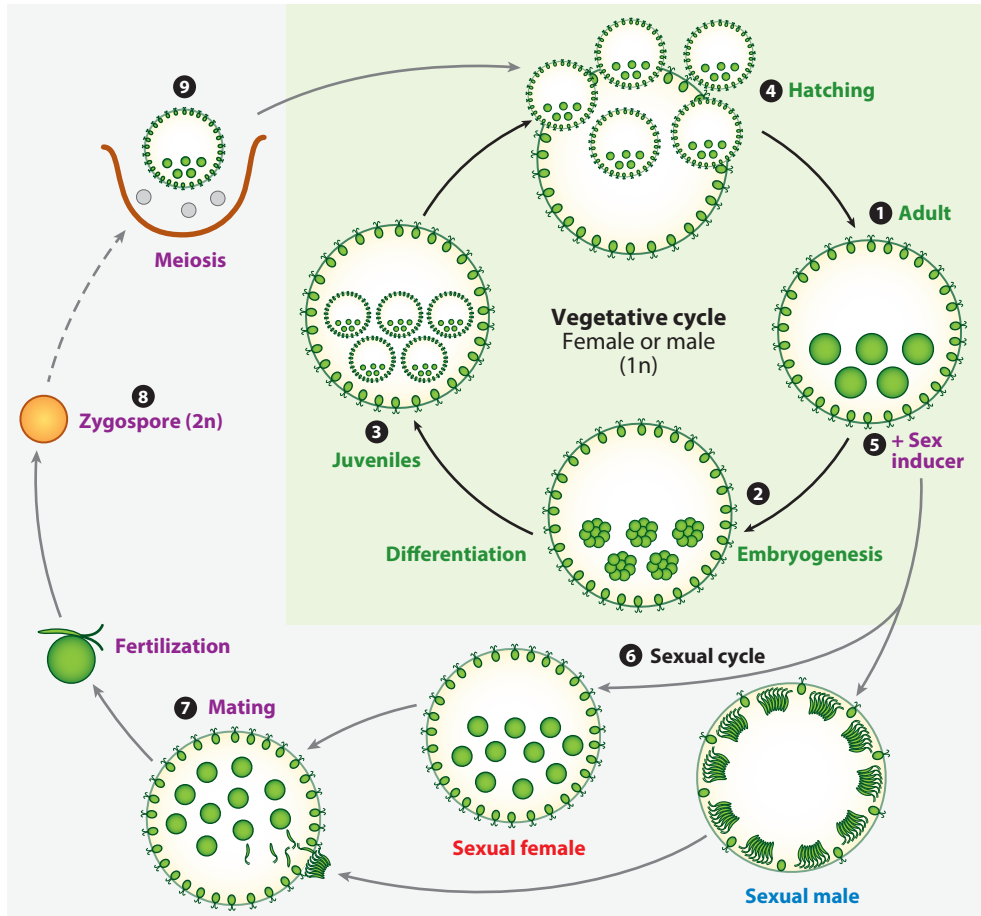 9
4 Hatching
1 Adult
Meiosis
Vegetative cycle
Female or male
(1n)
8
Zygospore (2n)
3
Juveniles
5 + Sex
inducer
2
Differentiation
Embryogenesis
Fertilization
6 Sexual cycle
7 Mating
Sexual female
Sexual male